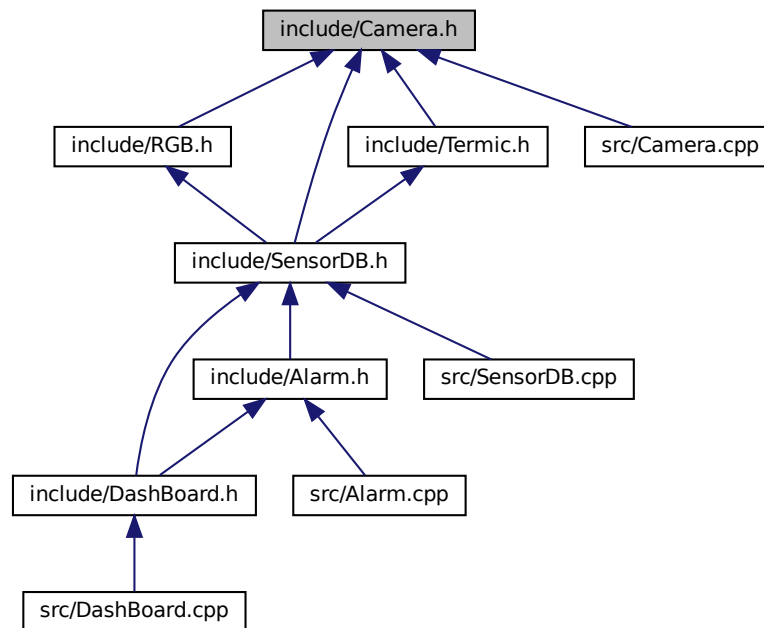 include/Camera.h
include/RGB.h
include/Termic.h
src/Camera.cpp
include/SensorDB.h
include/Alarm.h
src/SensorDB.cpp
include/DashBoard.h
src/Alarm.cpp
src/DashBoard.cpp